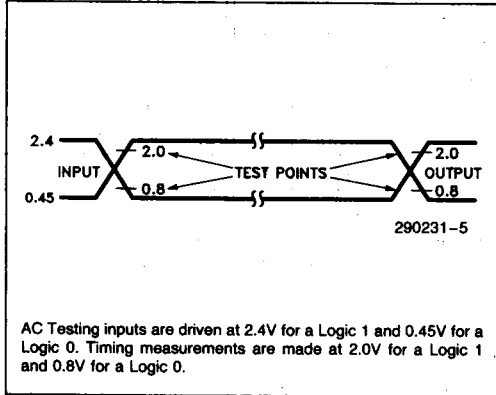 2.4
2.0
2.0
INPUT
TEST POINTS
OUTPUT
0.8
0.8
0.45
290231–5
AC Testing inputs are driven at 2.4V for a Logic 1 and 0.45V for a
Logic 0. Timing measurements are made at 2.0V for a Logic 1
and 0.8V for a Logic 0.